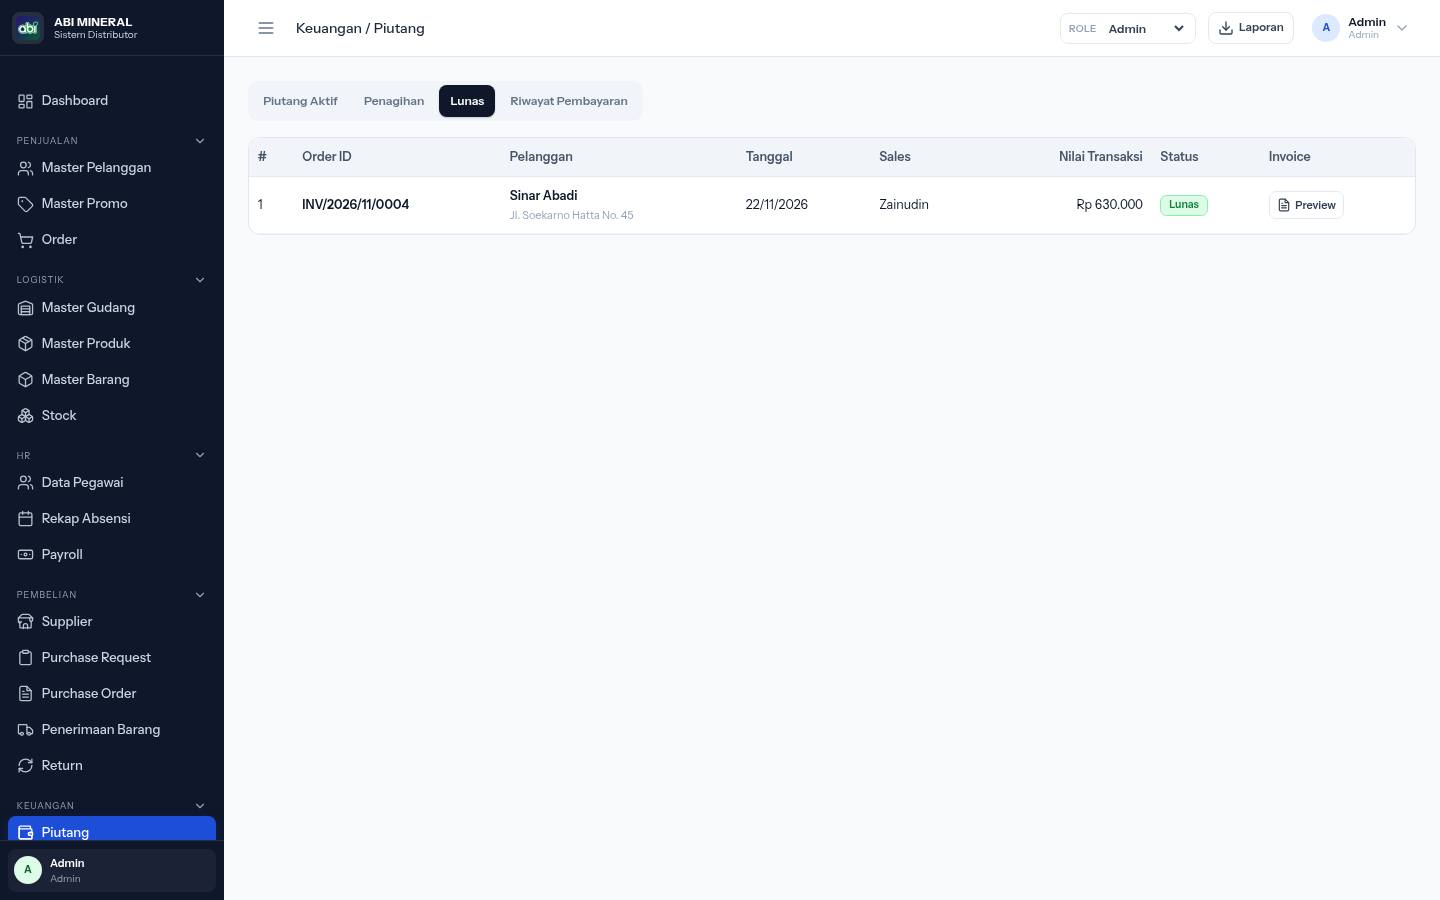 abi
ABI MINERAL
Sistem Distributor
Keuangan / Piutang
ROLE Admin
Laporan
A
Admin
Admin
Dashboard
PENJUALAN
Master Pelanggan
Master Promo
Order
LOGISTIK
Master Gudang
Master Produk
Master Barang
Stock
HR
Data Pegawai
Rekap Absensi
Payroll
PEMBELIAN
Supplier
Purchase Request
Purchase Order
Penerimaan Barang
Return
KEUANGAN
Piutang
A
Admin
Admin
Piutang Aktif Penagihan Lunas Riwayat Pembayaran
# Order ID Pelanggan Tanggal Sales Nilai Transaksi Status Invoice
1 INV/2026/11/0004 Sinar Abadi 22/11/2026 Zainudin Rp 630.000 Lunas Preview
Jl. Soekarno Hatta No. 45